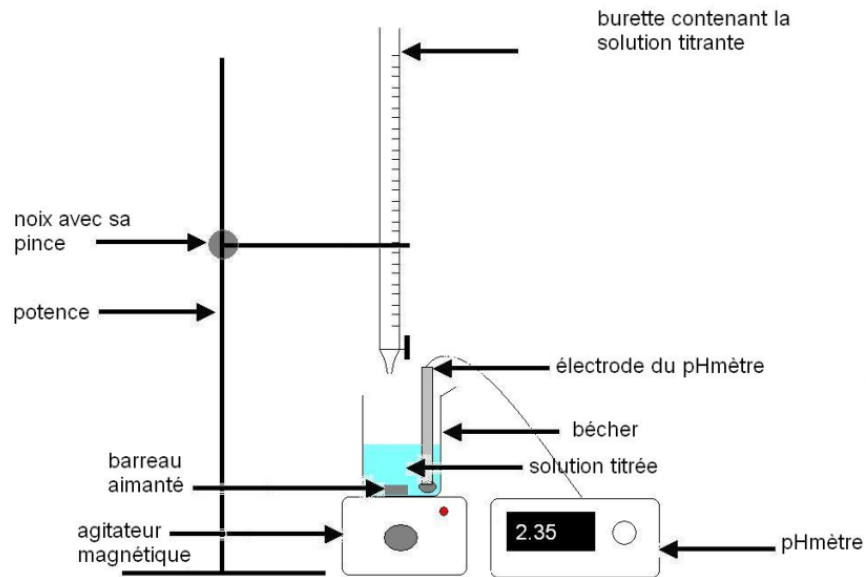 burette contenant la
solution titrante
noix avec sa
pince
potence
électrode du pHmètre
bécher
solution titrée
barreau
aimanté
agitateur
magnétique
2.35
pHmètre